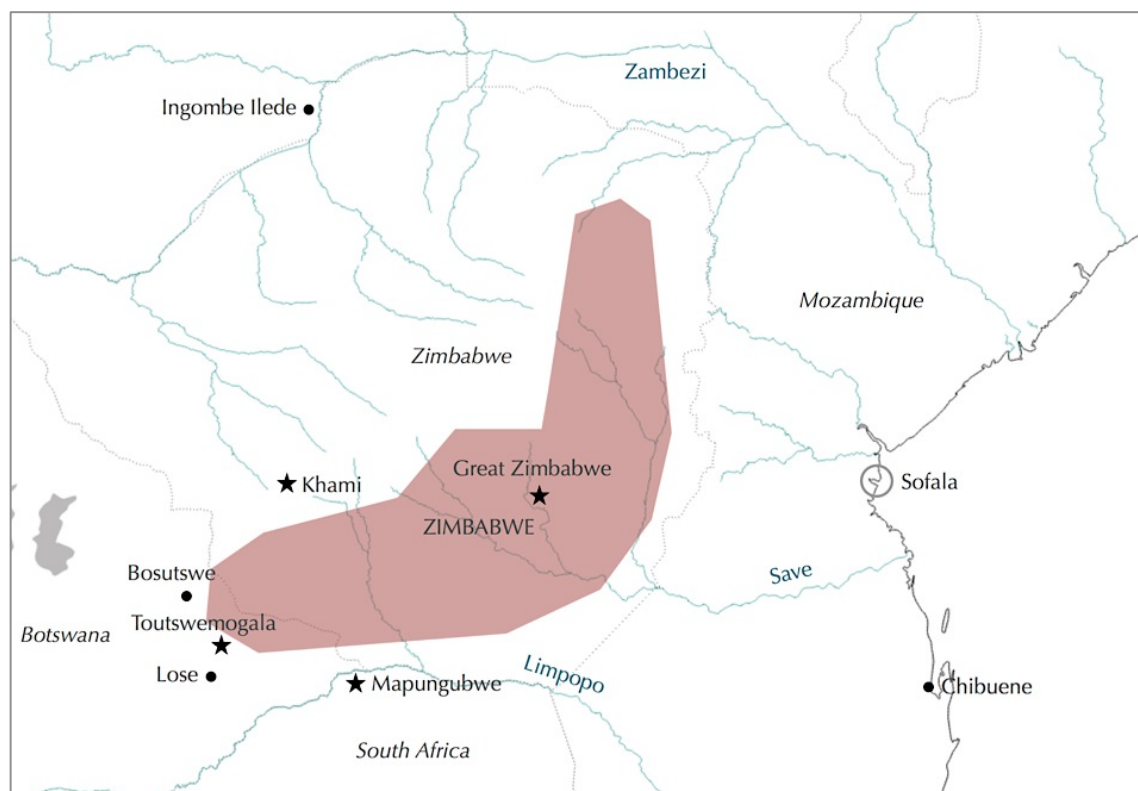 Zambezi
Ingombe Ilede
Mozambique
Zimbabwe
Great Zimbabwe
Khami
Sofala
ZIMBABWE
Bosutswe
Save
Toutswemogala
Botswana
Lose
Limpopo
Mapungubwe
Chibuene
South Africa